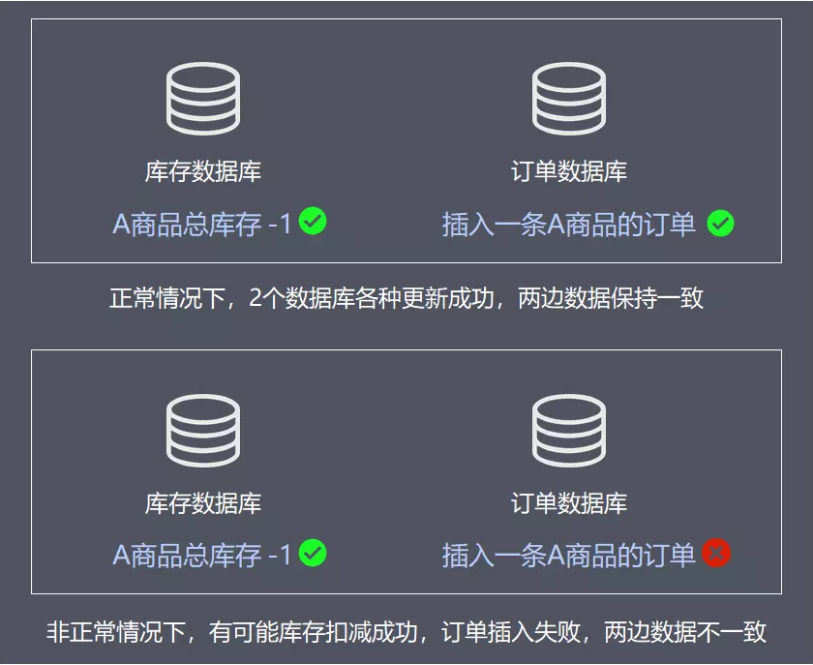 库存数据库 订单数据库
A商品总库存 -1 插入一条A商品的订单
正常情况下，2个数据库各种更新成功，两边数据保持一致
库存数据库 订单数据库
A商品总库存 -1 插入一条A商品的订单
非正常情况下，有可能库存扣减成功，订单插入失败，两边数据不一致